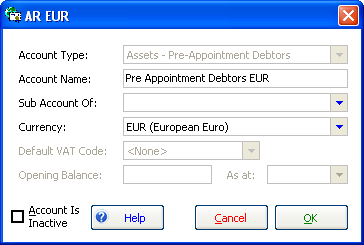 AR EUR
Account Type: Assets - Pre-Appointment Debtors
Account Name: Pre Appointment Debtors EUR
Sub Account Of:
Currency: EUR (European Euro)
Default VAT Code: <None>
Opening Balance: As at:
Account Is
Inactive
Help Cancel OK